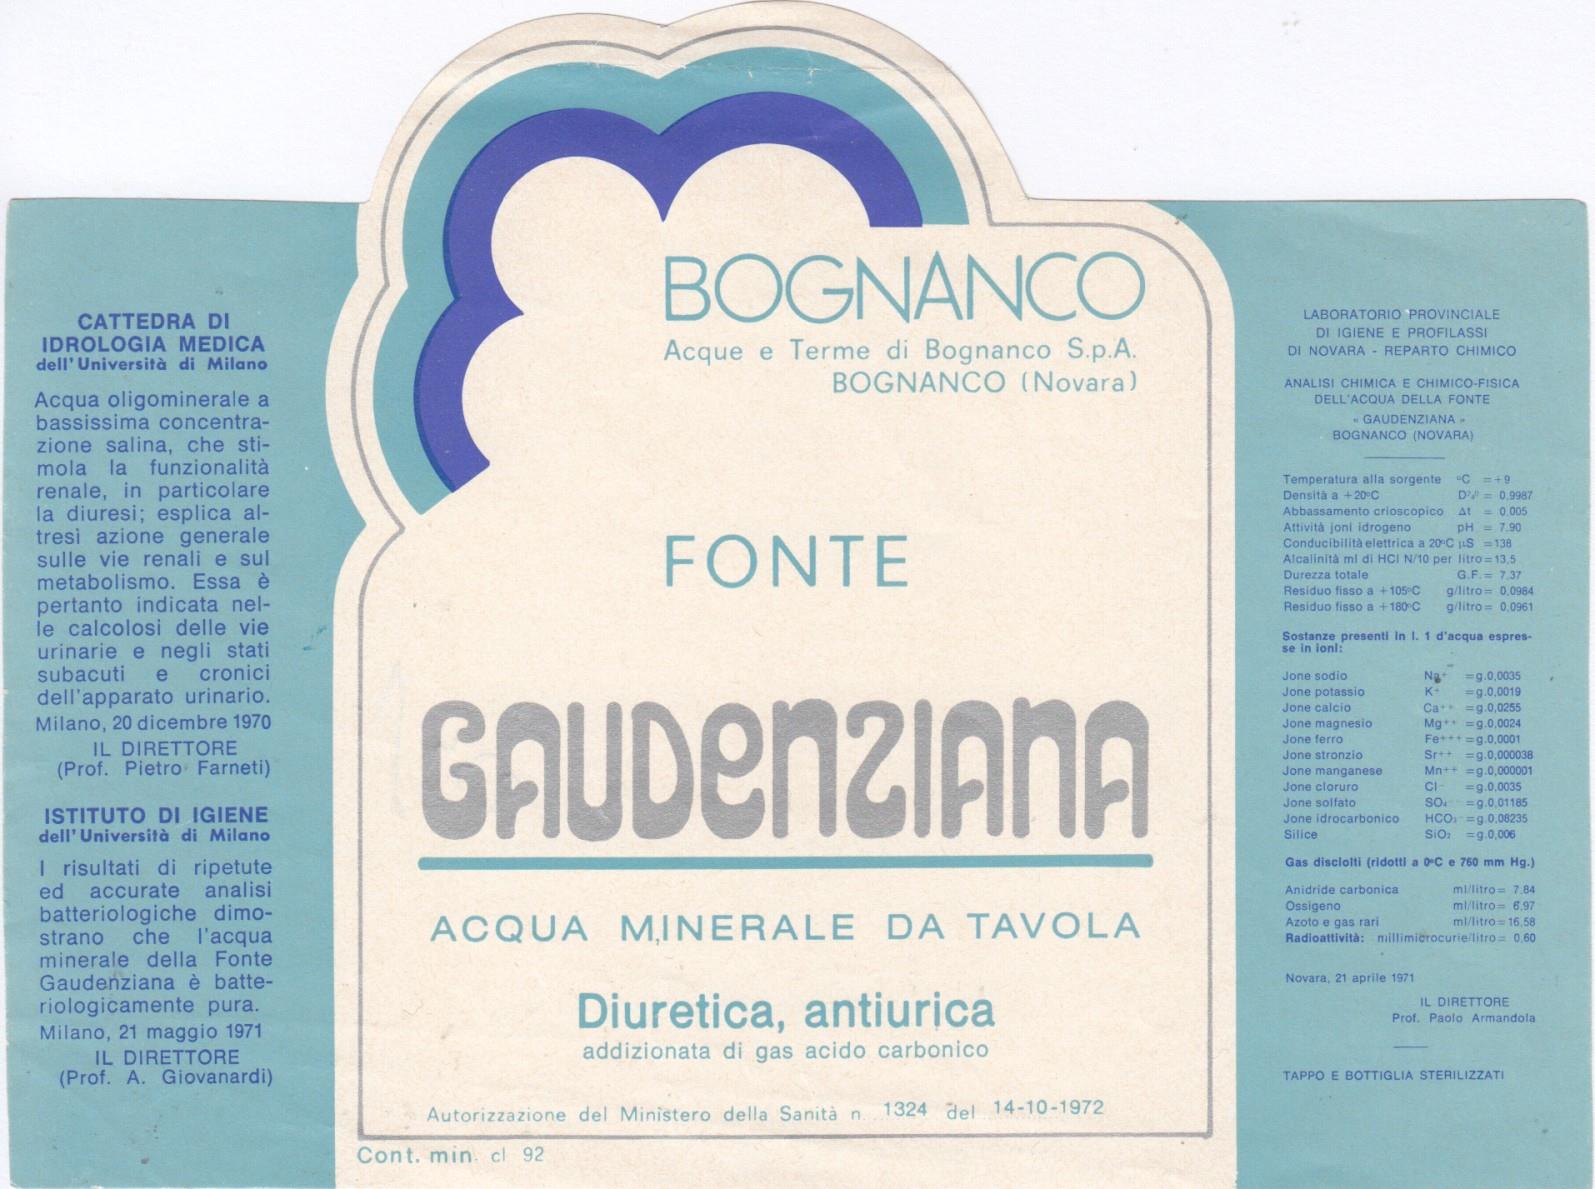 CATTEDRA DI
IDROLOGIA MEDICA
dell'Università di Milano
Acqua oligominerale a
bassissima concentra-
zione salina, che sti-
mola la funzionalità
renale, in particolare
la diuresi; esplica al-
tresì azione generale
sulle vie renali e sul
metabolismo. Essa è
pertanto indicata nel-
le calcolosi delle vie
urinarie e negli stati
subacuti e cronici
dell'apparato urinario.
Milano, 20 dicembre 1970
IL DIRETTORE
(Prof. Pietro Farneti)
ISTITUTO DI IGIENE
dell'Università di Milano
I risultati di ripetute
ed accurate analisi
batteriologiche dimo-
strano che l'acqua
minerale della Fonte
Gaudenziana è batte-
riologicamente pura.
Milano, 21 maggio 1971
IL DIRETTORE
(Prof. A. Giovanardi)
BOGNANCO
Acque e Terme di Bognanco S.p.A.
BOGNANCO (Novara)
FONTE
GAUDENZIANA
ACQUA MINERALE DA TAVOLA
Diuretica, antiurica
addizionata di gas acido carbonico
Autorizzazione del Ministero della Sanità n. 1324 del 14-10-1972
Cont. min. cl 92
LABORATORIO PROVINCIALE
DI IGIENE E PROFILASSI
DI NOVARA - REPARTO CHIMICO
ANALISI CHIMICA E CHIMICO-FISICA
DELL'ACQUA DELLA FONTE
« GAUDENZIANA »
BOGNANCO (NOVARA)
Temperatura alla sorgente °C = +9
Densità a +20°C = 0,9987
Abbassamento crioscopico Δt = 0,005
Attività joni idrogeno pH = 7.90
Conducibilità elettrica a 20°C µS = 138
Alcalinità ml di HCl N/10 per litro = 13,5
Durezza totale G.F. = 7,37
Residuo fisso a +105°C g/litro = 0,0984
Residuo fisso a +180°C g/litro = 0,0961
Sostanze presenti in l. 1 d'acqua espres-
se in ioni:
Jone sodio Na+ = g.0,0035
Jone potassio K+ = g.0,0019
Jone calcio Ca++ = g.0,0255
Jone magnesio Mg++ = g.0,0024
Jone ferro Fe+++ = g.0,0001
Jone stronzio Sr++ = g.0,000038
Jone manganese Mn++ = g.0,000001
Jone cloruro Cl- = g.0,0035
Jone solfato SO₄-- = g.0,01185
Jone idrocarbonico HCO₃- = g.0,08235
Silice SiO₂ = g.0,006
Gas disciolti (ridotti a 0°C e 760 mm Hg.)
Anidride carbonica ml/litro = 7,84
Ossigeno ml/litro = 6,97
Azoto e gas rari ml/litro = 16,58
Radioattività: millimicrocurie/litro = 0,60
Novara, 21 aprile 1971
IL DIRETTORE
Prof. Paolo Armandola
TAPPO E BOTTIGLIA STERILIZZATI